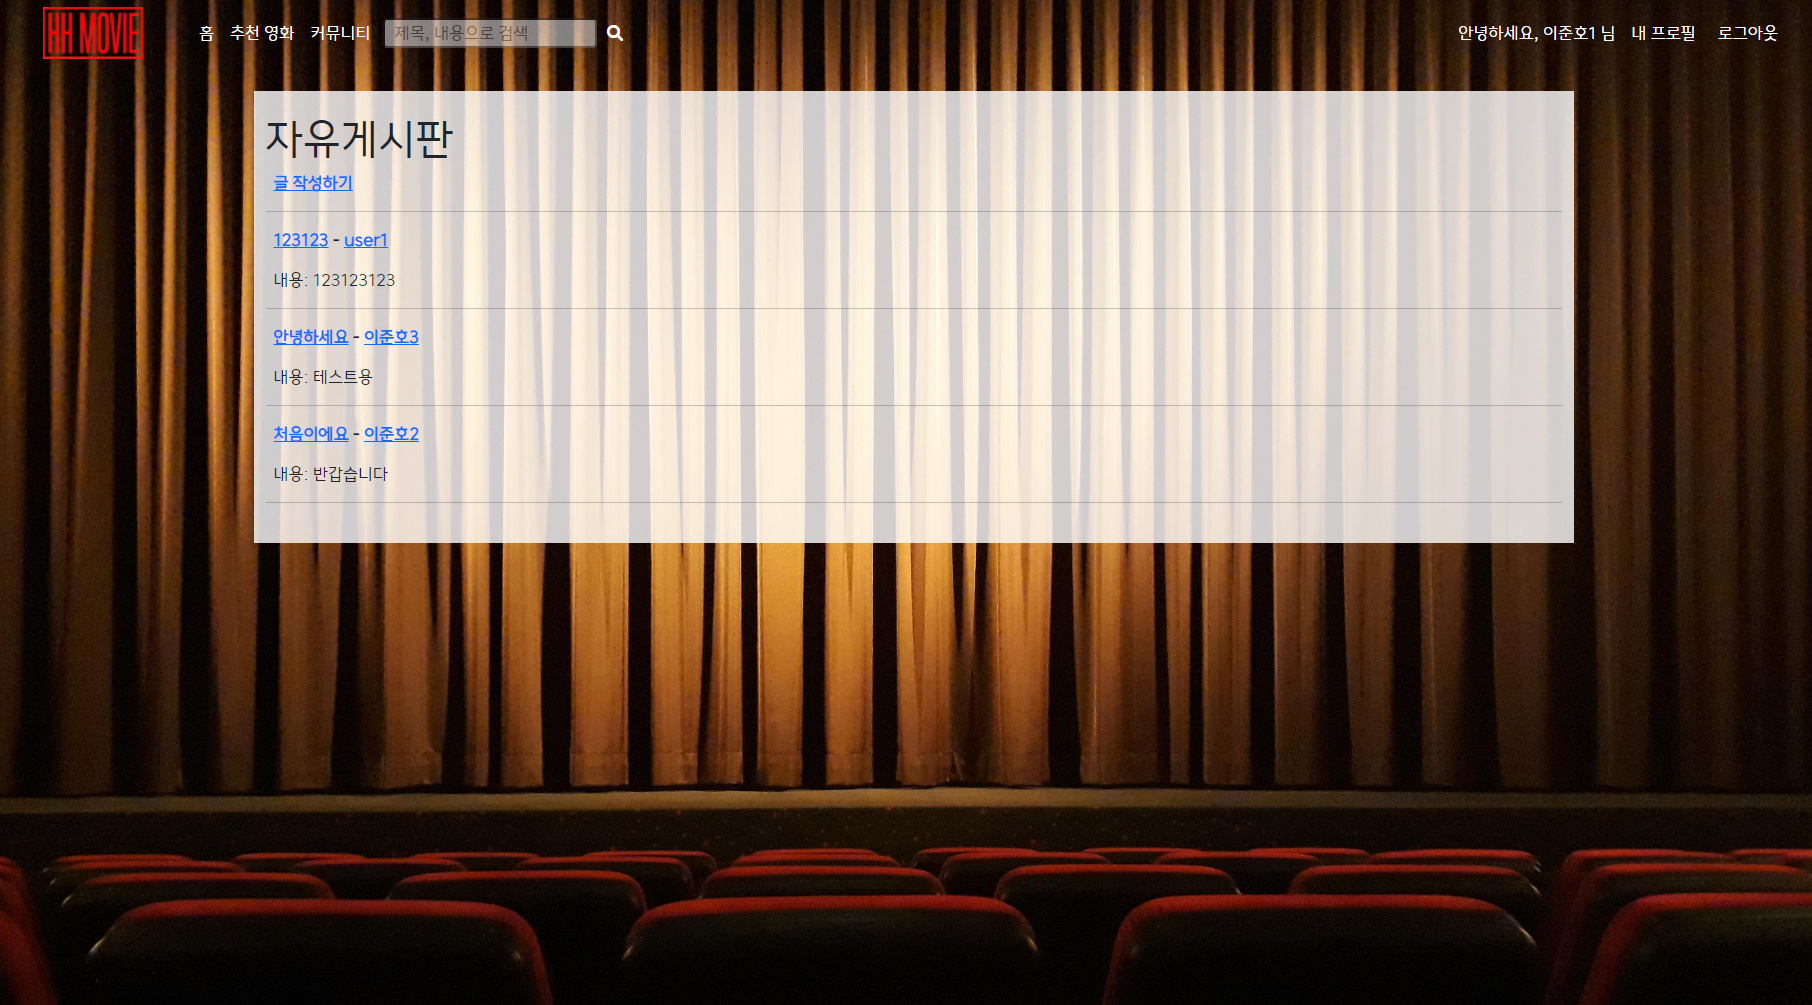 HH MOVIE 홈 추천 영화 커뮤니티 제목, 내용으로 검색 안녕하세요, 이준호1 님 내 프로필 로그아웃
자유게시판
글 작성하기
123123 - user1
내용: 123123123
안녕하세요 - 이준호3
내용: 테스트용
처음이에요 - 이준호2
내용: 반갑습니다